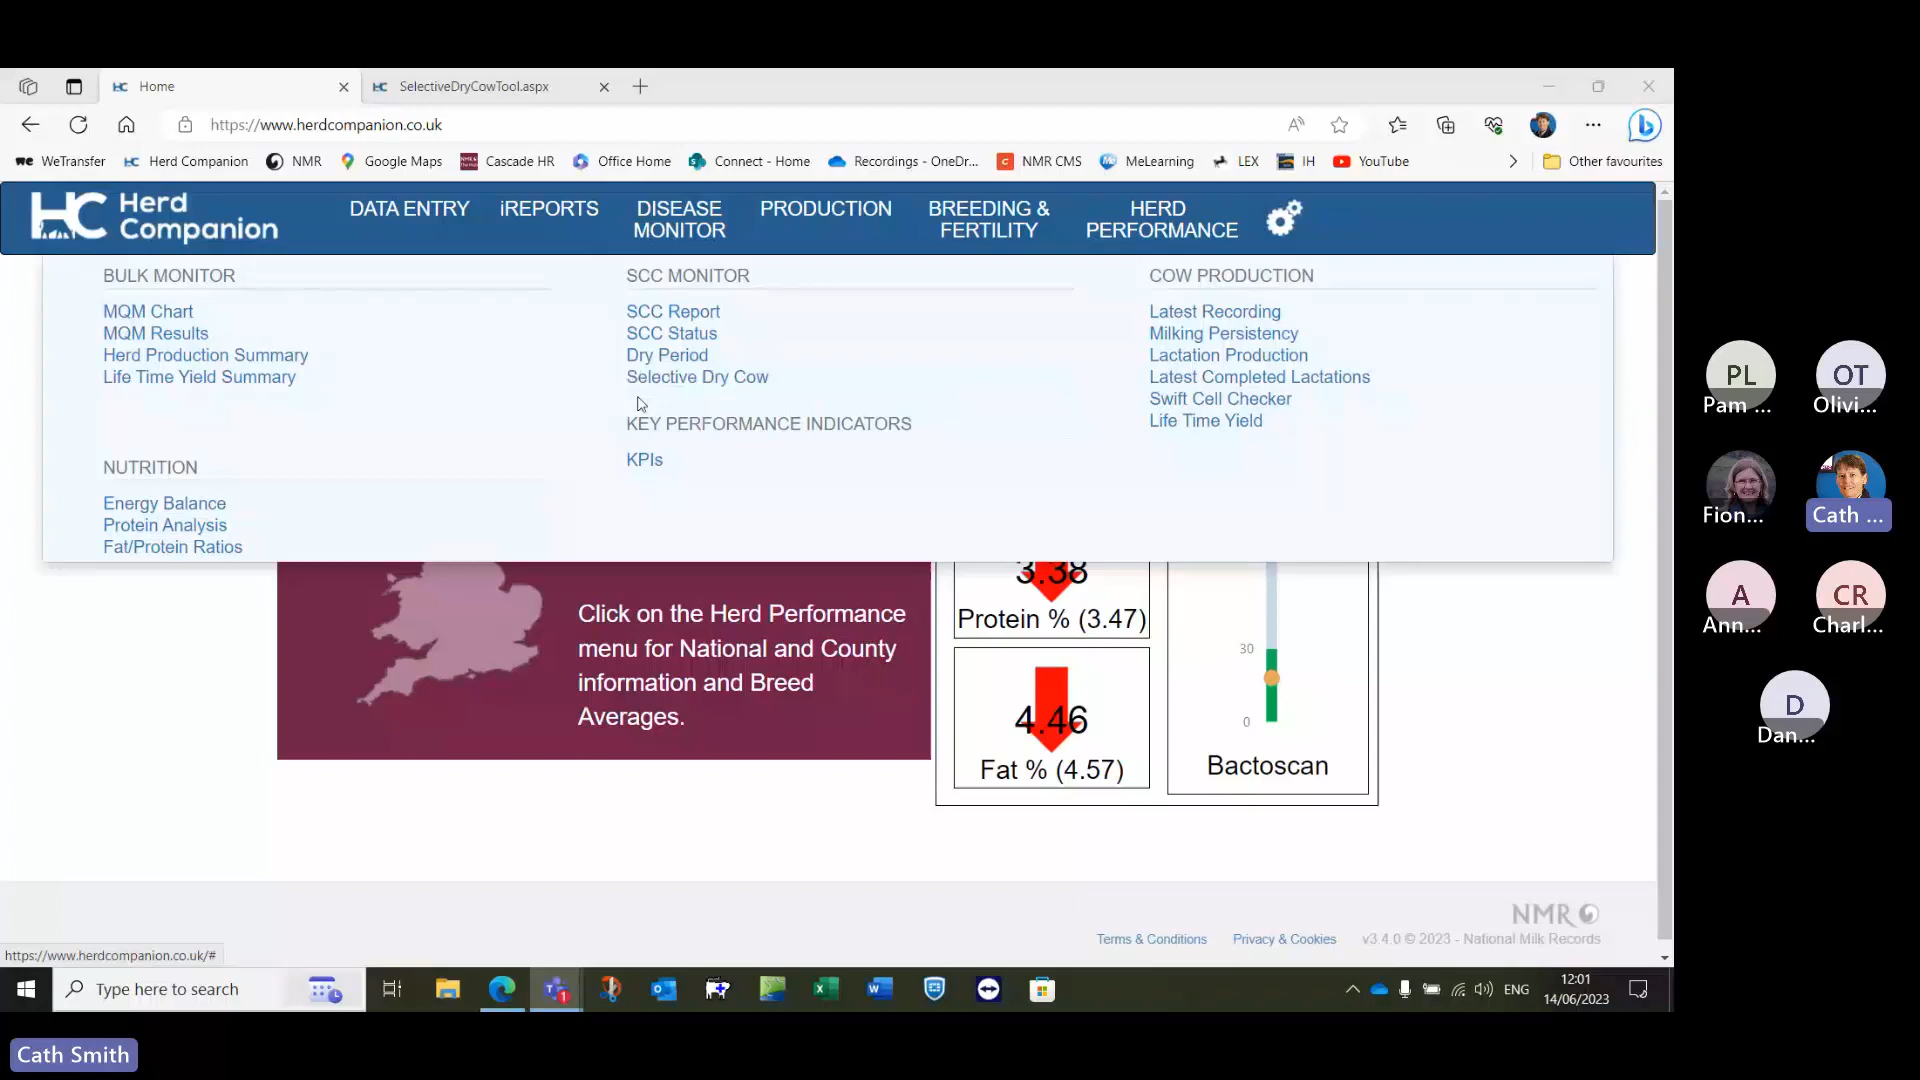 Home
SelectiveDryCowTool.aspx
https://www.herdcompanion.co.uk
WeTransfer
Herd Companion
NMR
Google Maps
Cascade HR
Office Home
Connect - Home
Recordings - OneDr...
NMR CMS
MeLearning
LEX
IH
YouTube
Other favourites
HC Herd
Companion
DATA ENTRY
iREPORTS
DISEASE
MONITOR
PRODUCTION
BREEDING &
FERTILITY
HERD
PERFORMANCE
BULK MONITOR
MQM Chart
MQM Results
Herd Production Summary
Life Time Yield Summary
NUTRITION
Energy Balance
Protein Analysis
Fat/Protein Ratios
SCC MONITOR
SCC Report
SCC Status
Dry Period
Selective Dry Cow
KEY PERFORMANCE INDICATORS
KPIs
COW PRODUCTION
Latest Recording
Milking Persistency
Lactation Production
Latest Completed Lactations
Swift Cell Checker
Life Time Yield
Click on the Herd Performance
menu for National and County
information and Breed
Averages.
3.38
Protein % (3.47)
4.46
Fat % (4.57)
30
0
Bactoscan
NMR
Terms & Conditions
Privacy & Cookies
v3.4.0 © 2023 - National Milk Records
https://www.herdcompanion.co.uk/#
Type here to search
ENG
12:01
14/06/2023
PL
Pam ...
OT
Olivi...
Fion...
Cath ...
A
Ann...
CR
Charl...
D
Dan...
Cath Smith